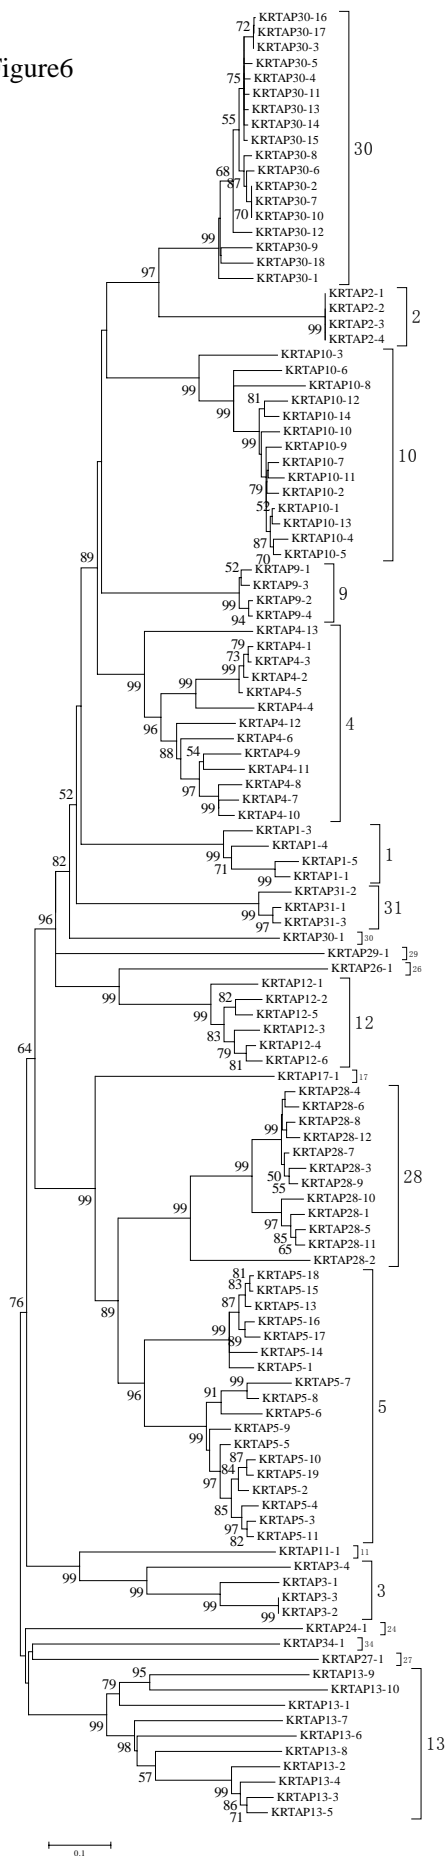 Figure6
72
KRTAP30-16
KRTAP30-17
KRTAP30-3
KRTAP30-5
75
KRTAP30-4
KRTAP30-11
KRTAP30-13
55
KRTAP30-14
KRTAP30-15
30
KRTAP30-8
68
KRTAP30-6
87
KRTAP30-2
KRTAP30-7
70
KRTAP30-10
KRTAP30-12
99
KRTAP30-9
KRTAP30-18
97
KRTAP30-1
KRTAP2-1
KRTAP2-2
2
99
KRTAP2-3
KRTAP2-4
KRTAP10-3
KRTAP10-6
99
KRTAP10-8
81
KRTAP10-12
99
KRTAP10-14
KRTAP10-10
99
KRTAP10-9
10
KRTAP10-7
KRTAP10-11
79
KRTAP10-2
52
KRTAP10-1
KRTAP10-13
87
KRTAP10-4
70
KRTAP10-5
89
52
KRTAP9-1
KRTAP9-3
9
99
KRTAP9-2
94
KRTAP9-4
KRTAP4-13
79
KRTAP4-1
73
KRTAP4-3
99
KRTAP4-2
99
99
KRTAP4-5
KRTAP4-4
4
96
KRTAP4-12
KRTAP4-6
88
54
KRTAP4-9
KRTAP4-11
97
KRTAP4-8
KRTAP4-7
99
KRTAP4-10
52
KRTAP1-3
KRTAP1-4
99
1
71
KRTAP1-5
99
KRTAP1-1
82
KRTAP31-2
99
KRTAP31-1
31
97
KRTAP31-3
96
KRTAP30-1
30
KRTAP29-1
29
KRTAP26-1
26
99
KRTAP12-1
82
KRTAP12-2
99
KRTAP12-5
12
83
KRTAP12-3
79
KRTAP12-4
81
KRTAP12-6
64
KRTAP17-1
17
KRTAP28-4
KRTAP28-6
99
KRTAP28-8
KRTAP28-12
KRTAP28-7
99
KRTAP28-3
50
28
55
KRTAP28-9
99
KRTAP28-10
99
KRTAP28-1
97
KRTAP28-5
85
65
KRTAP28-11
KRTAP28-2
81
KRTAP5-18
83
KRTAP5-15
87
KRTAP5-13
76
89
KRTAP5-16
99
KRTAP5-17
89
KRTAP5-14
KRTAP5-1
99
KRTAP5-7
91
KRTAP5-8
96
KRTAP5-6
5
KRTAP5-9
99
KRTAP5-5
87
KRTAP5-10
84
KRTAP5-19
97
KRTAP5-2
85
KRTAP5-4
97
KRTAP5-3
82
KRTAP5-11
KRTAP11-1
11
KRTAP3-4
99
KRTAP3-1
99
3
99
KRTAP3-3
99
KRTAP3-2
KRTAP24-1
24
KRTAP34-1
34
KRTAP27-1
27
95
KRTAP13-9
79
KRTAP13-10
KRTAP13-1
99
KRTAP13-7
KRTAP13-6
98
13
KRTAP13-8
KRTAP13-2
57
KRTAP13-4
99
KRTAP13-3
86
71
KRTAP13-5
0.1